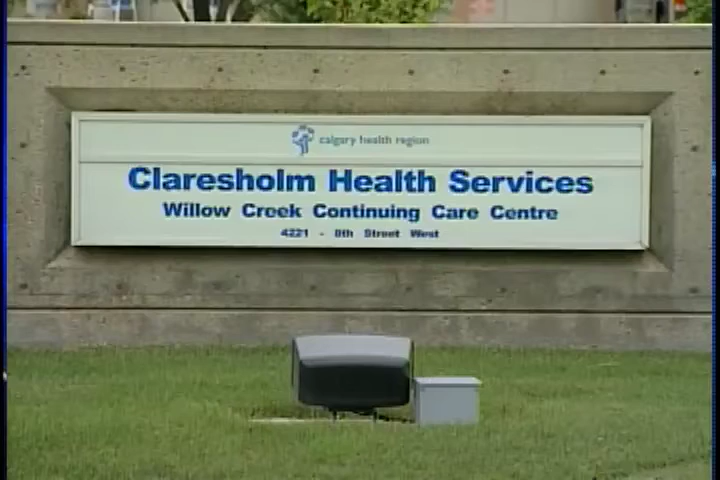 calgary health region
Claresholm Health Services
Willow Creek Continuing Care Centre
4221 - 8th Street West